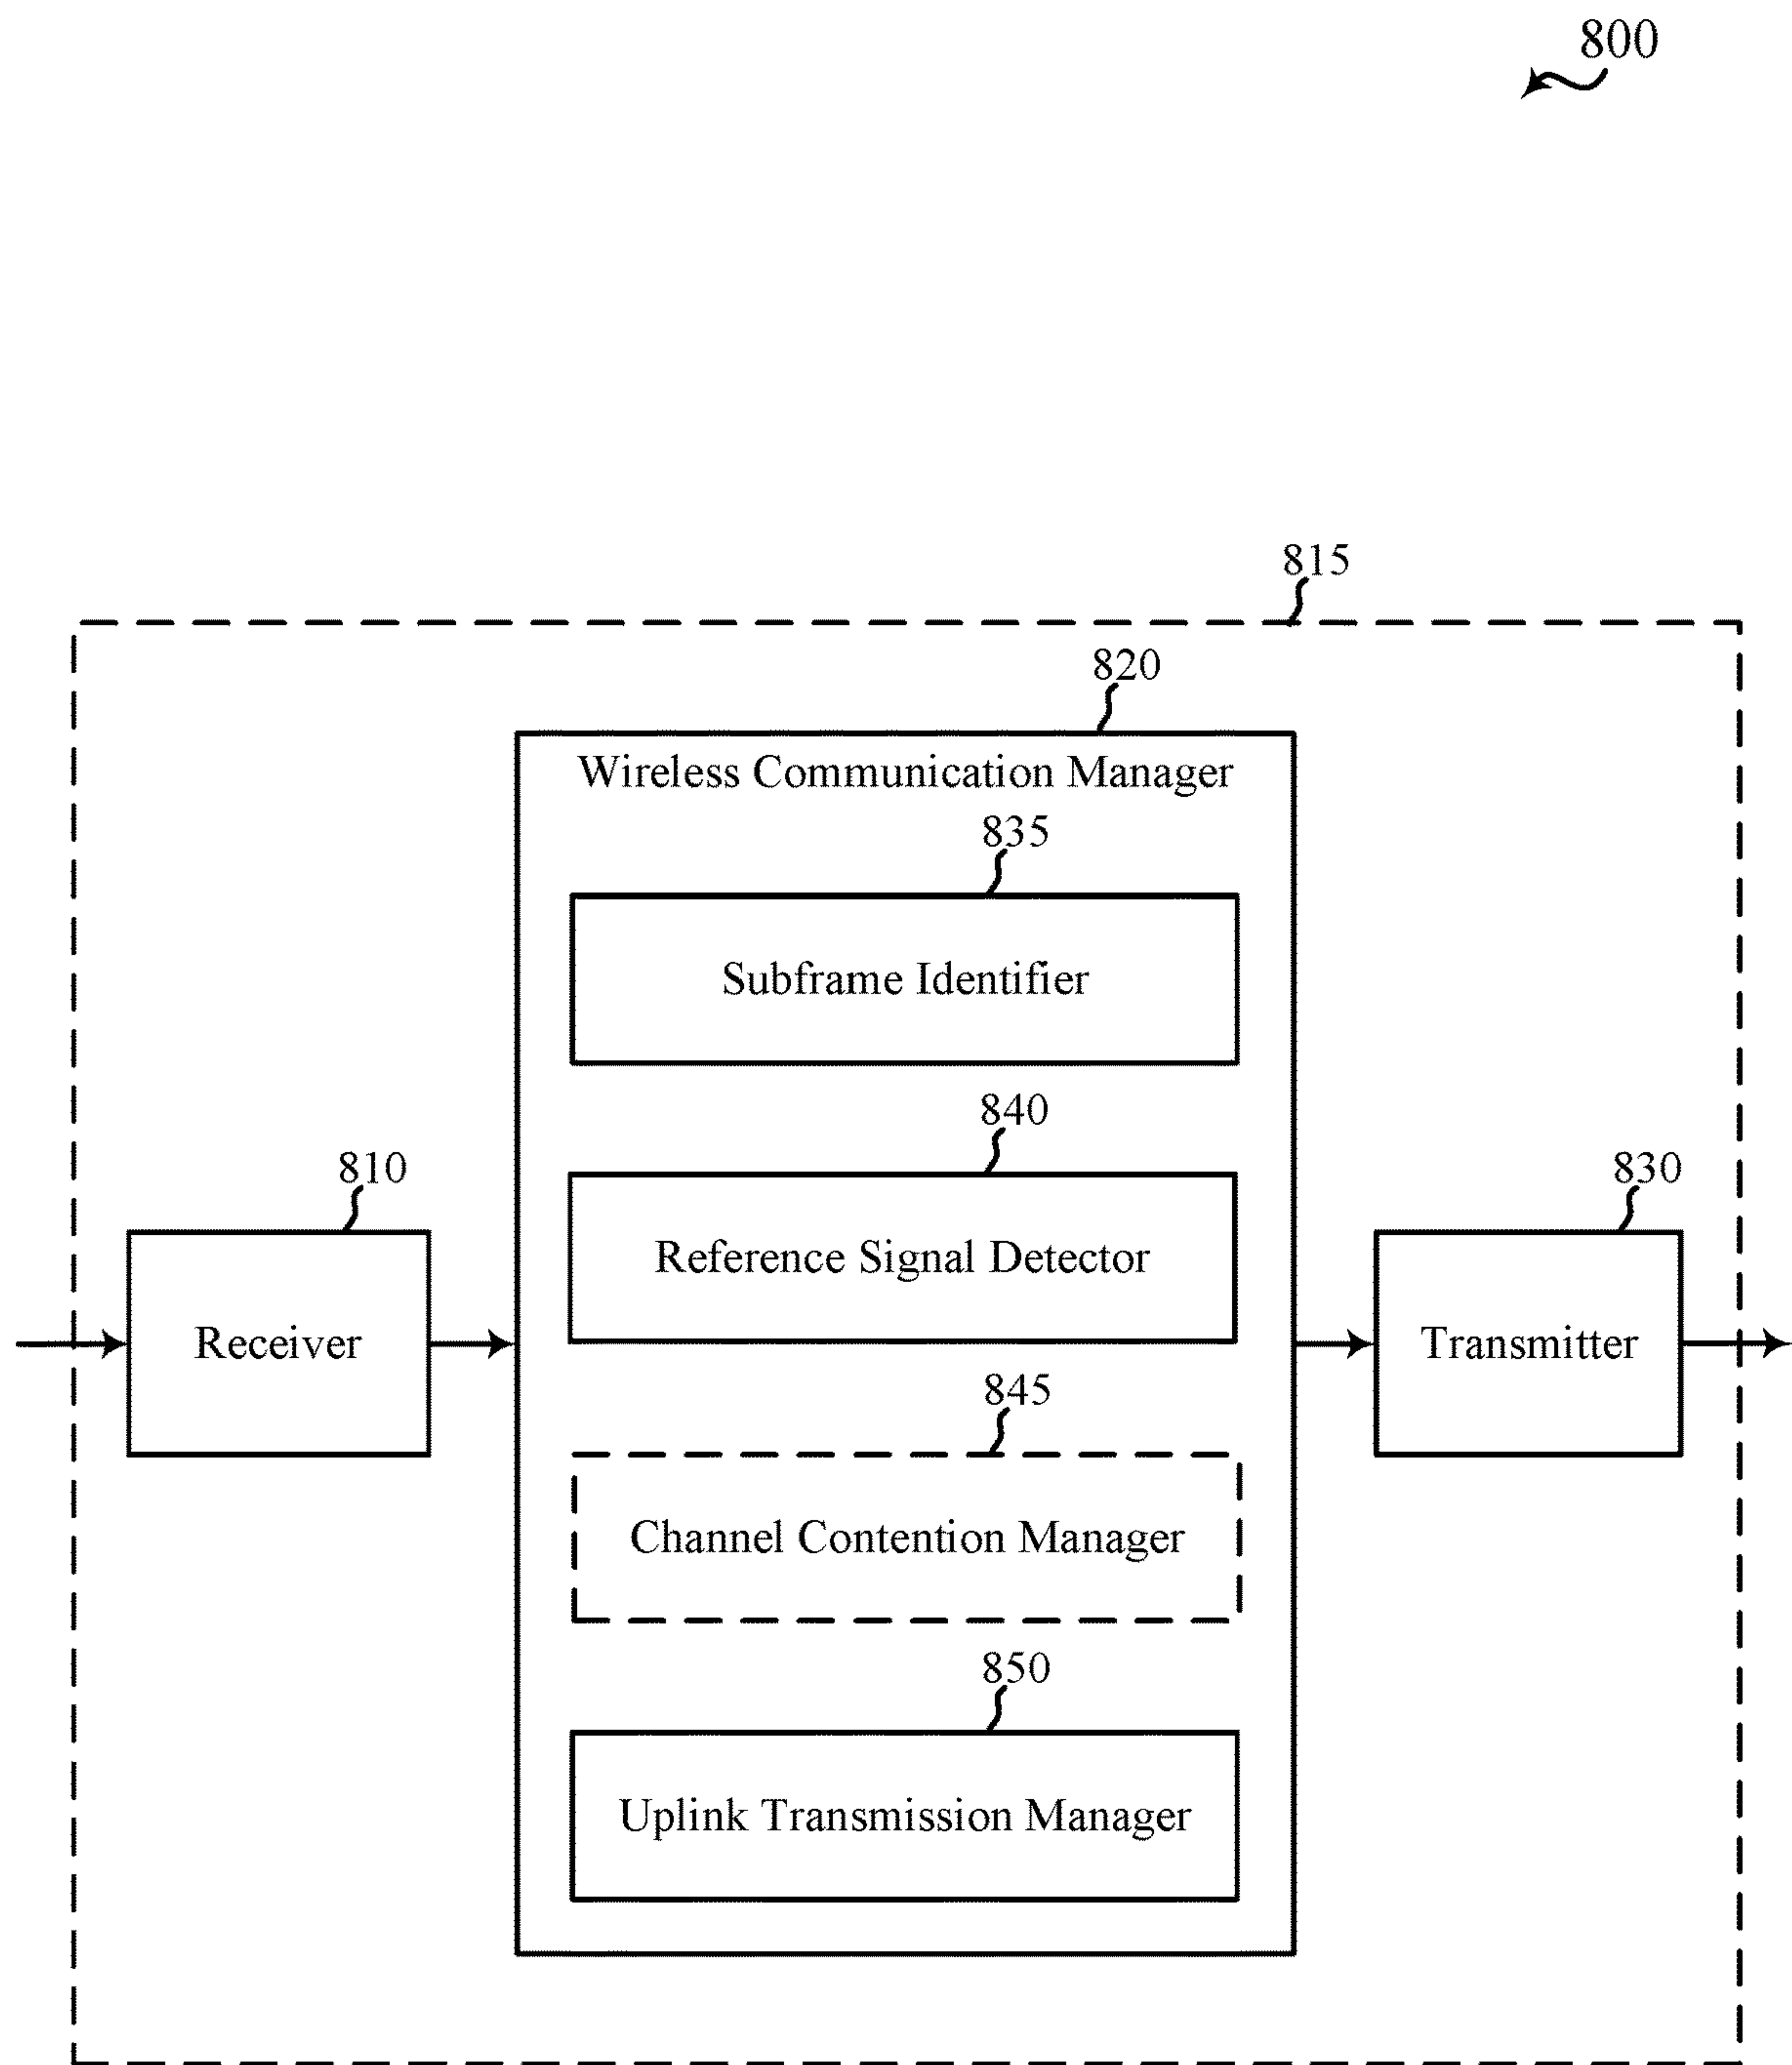 800
815
820
Wireless Communication Manager
835
Subframe Identifier
840
Reference Signal Detector
810
Receiver
830
Transmitter
845
Channel Contention Manager
850
Uplink Transmission Manager